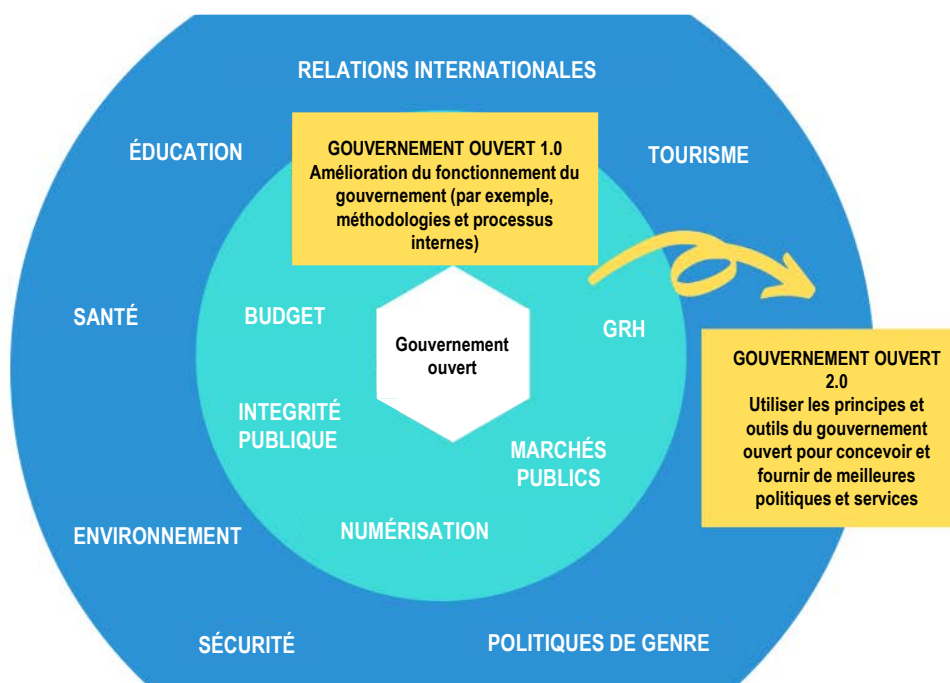 RELATIONS INTERNATIONALES
ÉDUCATION
GOUVERNEMENT OUVERT 1.0
Amélioration du fonctionnement du
gouvernement (par exemple,
méthodologies et processus
internes)
TOURISME
SANTÉ
BUDGET
Gouvernement
ouvert
GRH
GOUVERNEMENT OUVERT
2.0
Utiliser les principes et
outils du gouvernement
ouvert pour concevoir et
fournir de meilleures
politiques et services
INTEGRITÉ
PUBLIQUE
MARCHÉS
PUBLICS
ENVIRONNEMENT
NUMÉRISATION
SÉCURITÉ
POLITIQUES DE GENRE